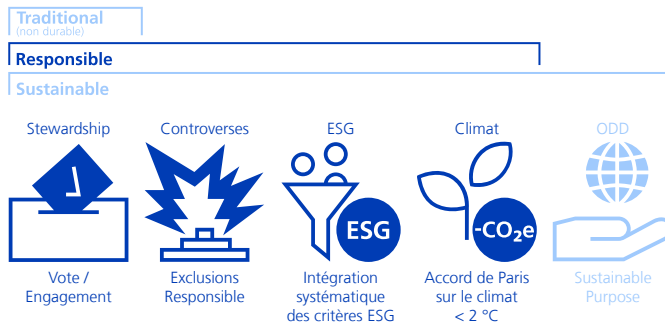 Traditional
(non durable)
Responsible
Sustainable
Stewardship
Controverses
ESG
Climat
ODD
ESG
-CO₂e
Vote /
Engagement
Exclusions
Responsible
Intégration
systématique
des critères ESG
Accord de Paris
sur le climat
< 2 °C
Sustainable
Purpose